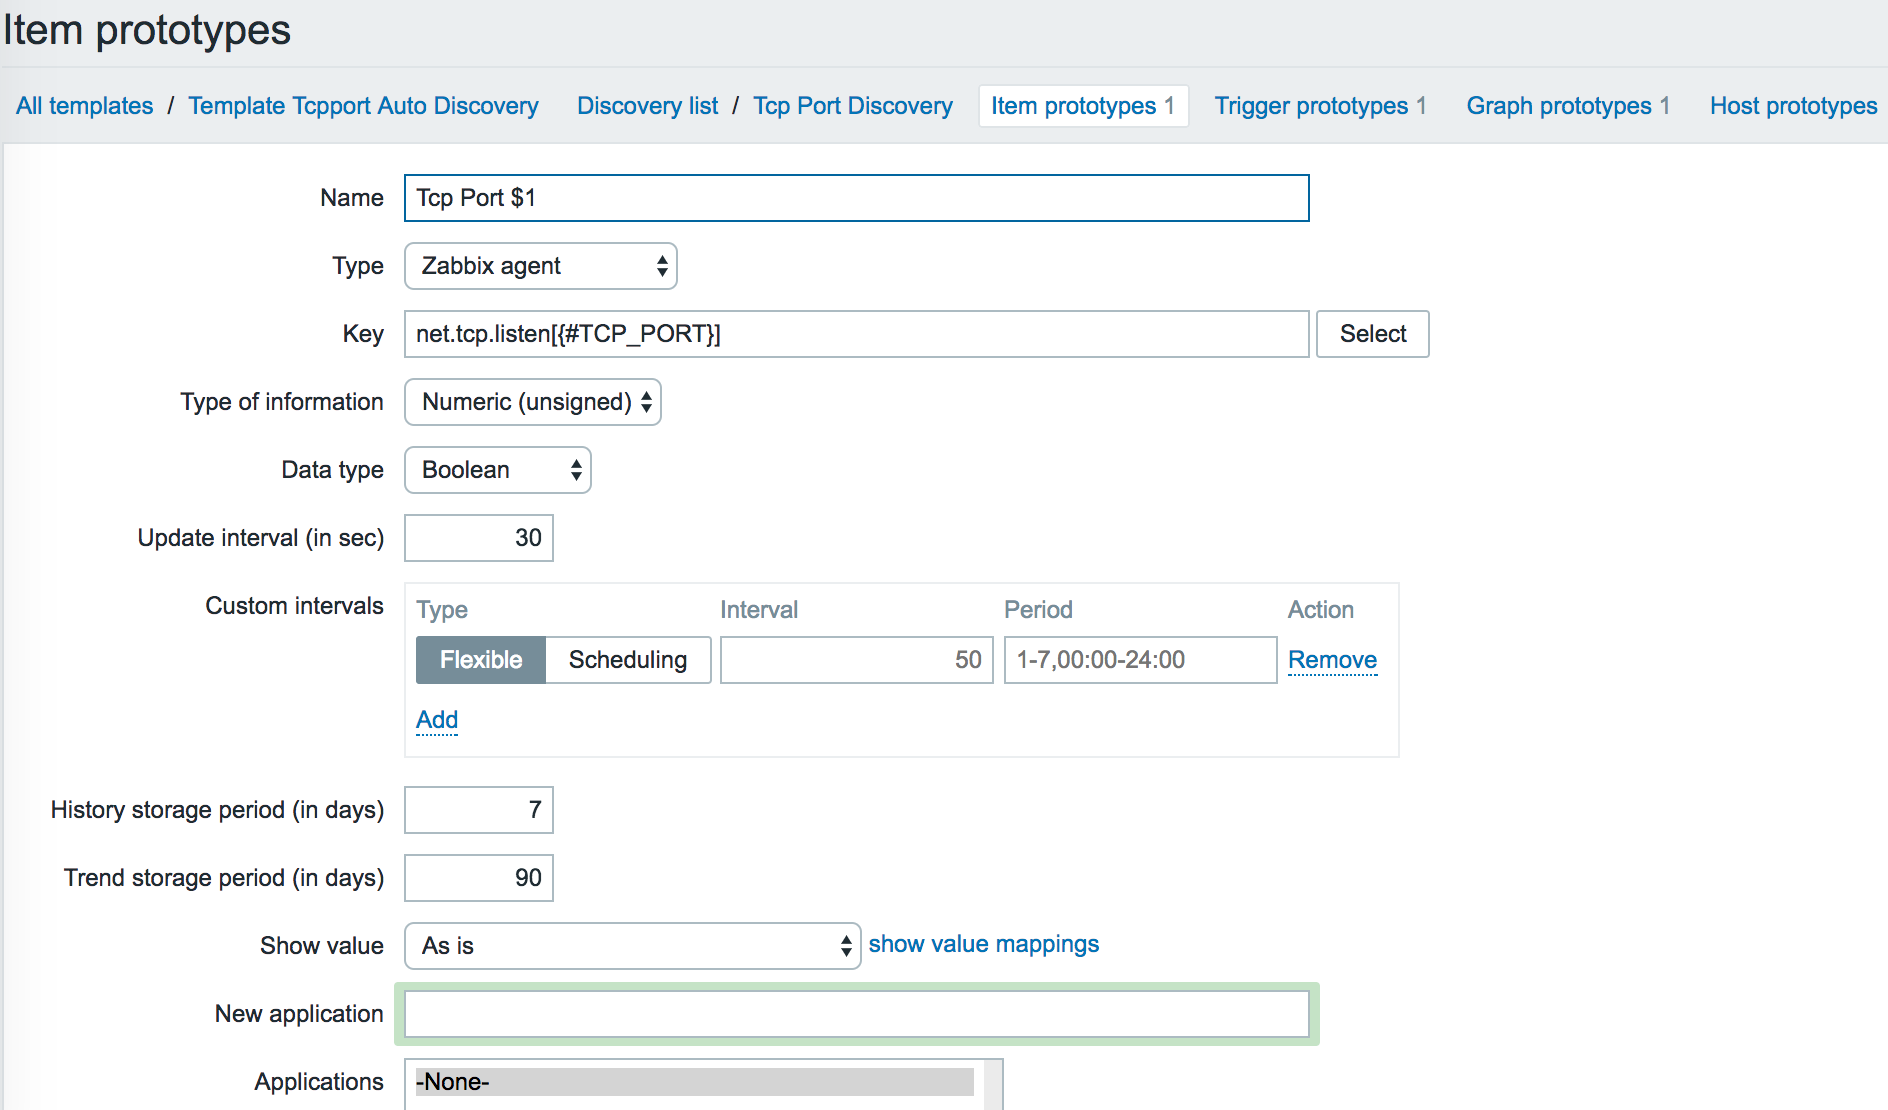 Item prototypes
All templates / Template Tcpport Auto Discovery Discovery list / Tcp Port Discovery Item prototypes 1 Trigger prototypes 1 Graph prototypes 1 Host prototypes
Name Tcp Port $1
Type Zabbix agent
Key net.tcp.listen[{#TCP_PORT}] Select
Type of information Numeric (unsigned)
Data type Boolean
Update interval (in sec) 30
Custom intervals Type Interval Period Action
Flexible Scheduling 50 1-7,00:00-24:00 Remove
Add
History storage period (in days) 7
Trend storage period (in days) 90
Show value As is show value mappings
New application
Applications -None-